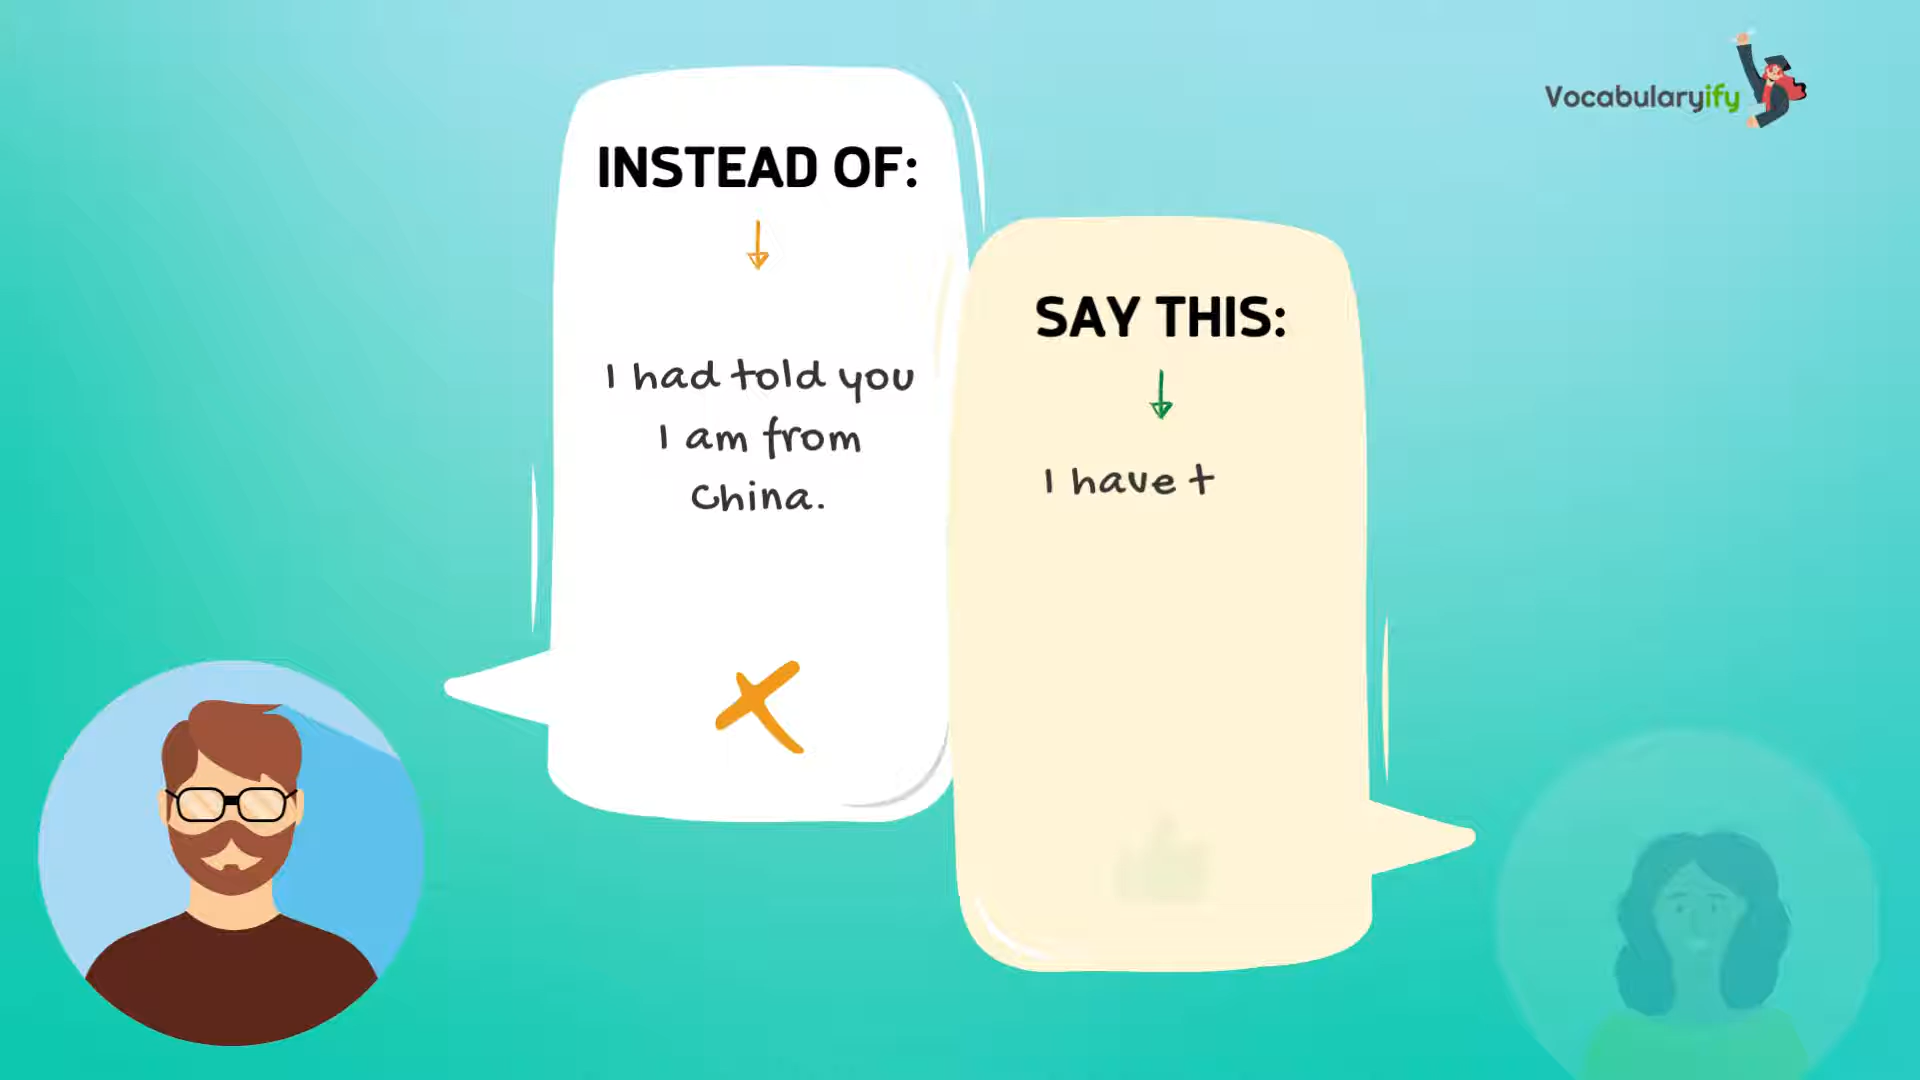 Vocabularyify
INSTEAD OF:
I had told you
I am from
China.
SAY THIS:
I have t